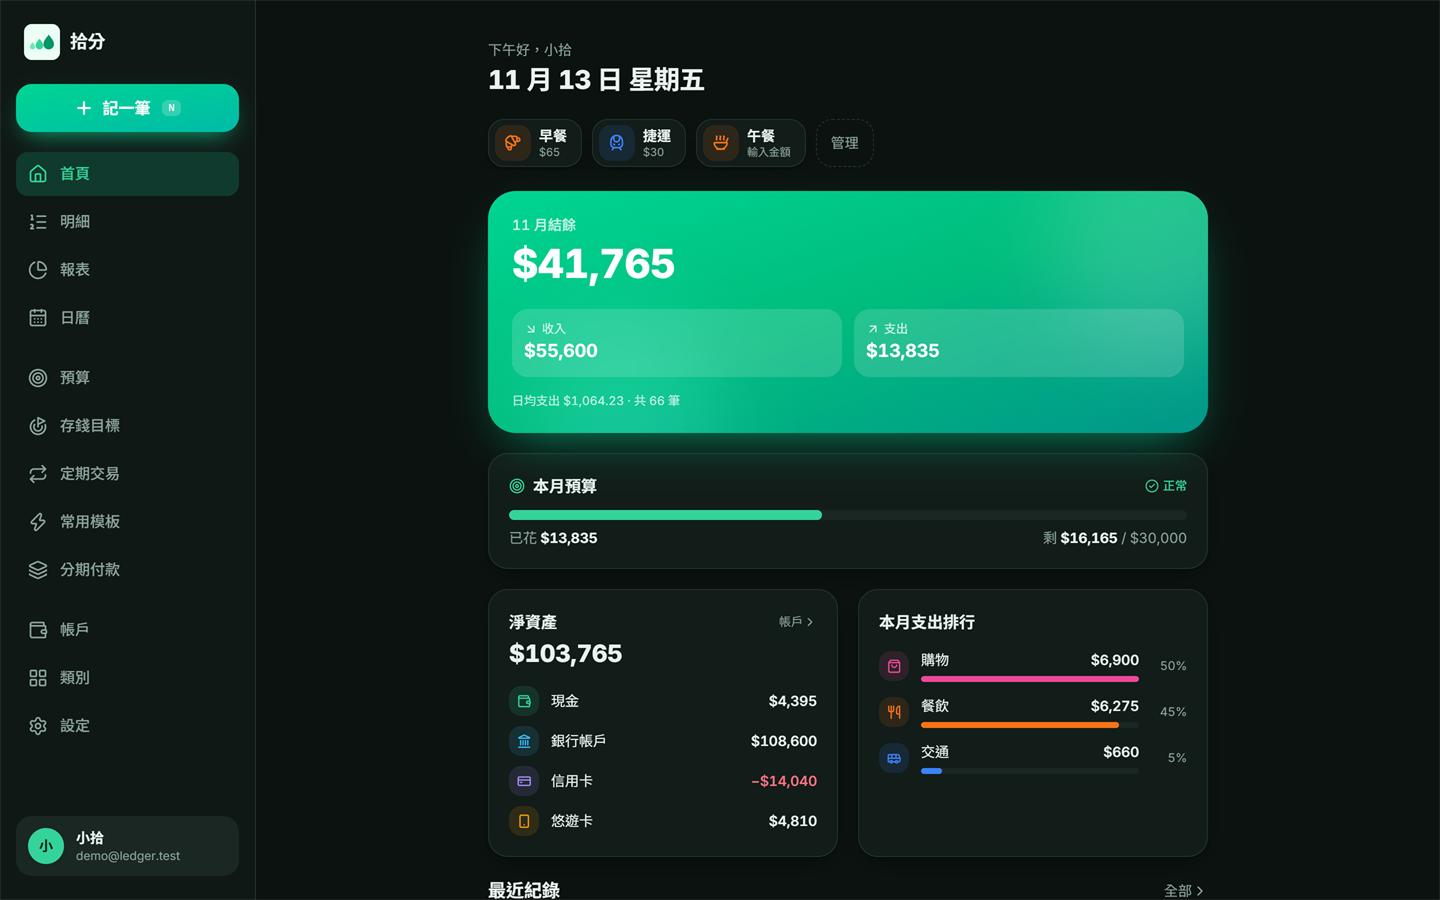 拾分
記一筆 N
首頁
明細
報表
日曆
預算
存錢目標
定期交易
常用模板
分期付款
帳戶
類別
設定
小
小拾
demo@ledger.test
下午好，小拾
11 月 13 日 星期五
早餐
$65
捷運
$30
午餐
輸入金額
管理
11 月結餘
$41,765
收入
$55,600
支出
$13,835
日均支出 $1,064.23 · 共 66 筆
本月預算
正常
已花 $13,835
剩 $16,165 / $30,000
淨資產
帳戶
$103,765
現金 $4,395
銀行帳戶 $108,600
信用卡 −$14,040
悠遊卡 $4,810
本月支出排行
購物 $6,900 50%
餐飲 $6,275 45%
交通 $660 5%
最近紀錄
全部